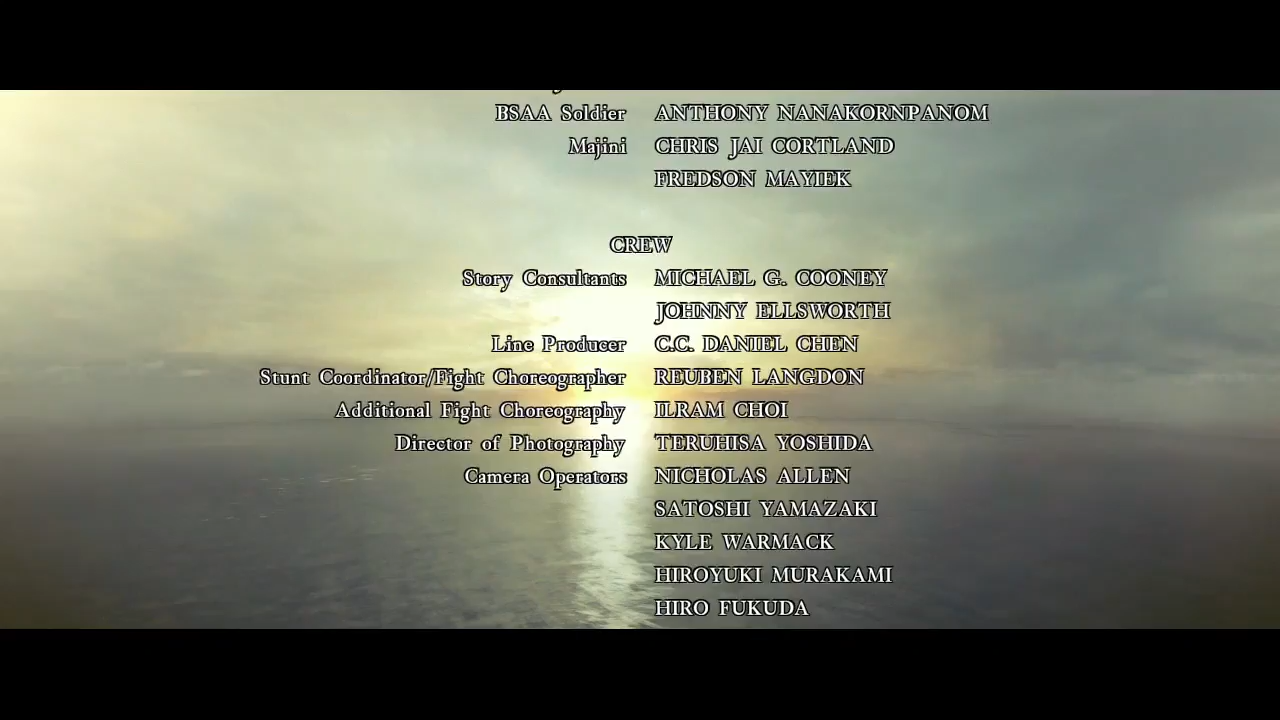 BSAA Soldier ANTHONY NANAKORNPANOM
Majini CHRIS JAI CORTLAND
FREDSON MAYIEK
CREW
Story Consultants MICHAEL G. COONEY
JOHNNY ELLSWORTH
Line Producer C.C. DANIEL CHEN
Stunt Coordinator/Fight Choreographer REUBEN LANGDON
Additional Fight Choreography ILRAM CHOI
Director of Photography TERUHISA YOSHIDA
Camera Operators NICHOLAS ALLEN
SATOSHI YAMAZAKI
KYLE WARMACK
HIROYUKI MURAKAMI
HIRO FUKUDA